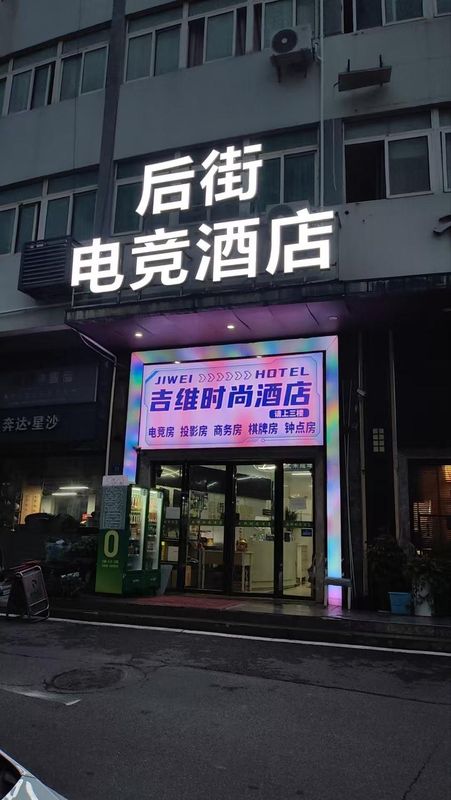 后街
电竞酒店
JIWEI >>>>>> HOTEL
吉维时尚酒店
请上三楼
电竞房 投影房 商务房 棋牌房 钟点房
奔达·星沙
0